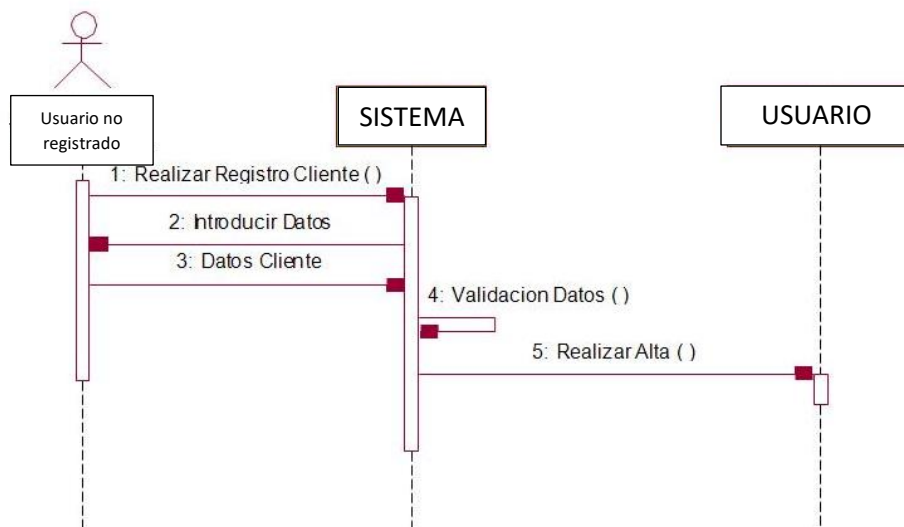 Usuario no
registrado
SISTEMA
USUARIO
1: Realizar Registro Cliente ( )
2: Introducir Datos
3: Datos Cliente
4: Validacion Datos ( )
5: Realizar Alta ( )